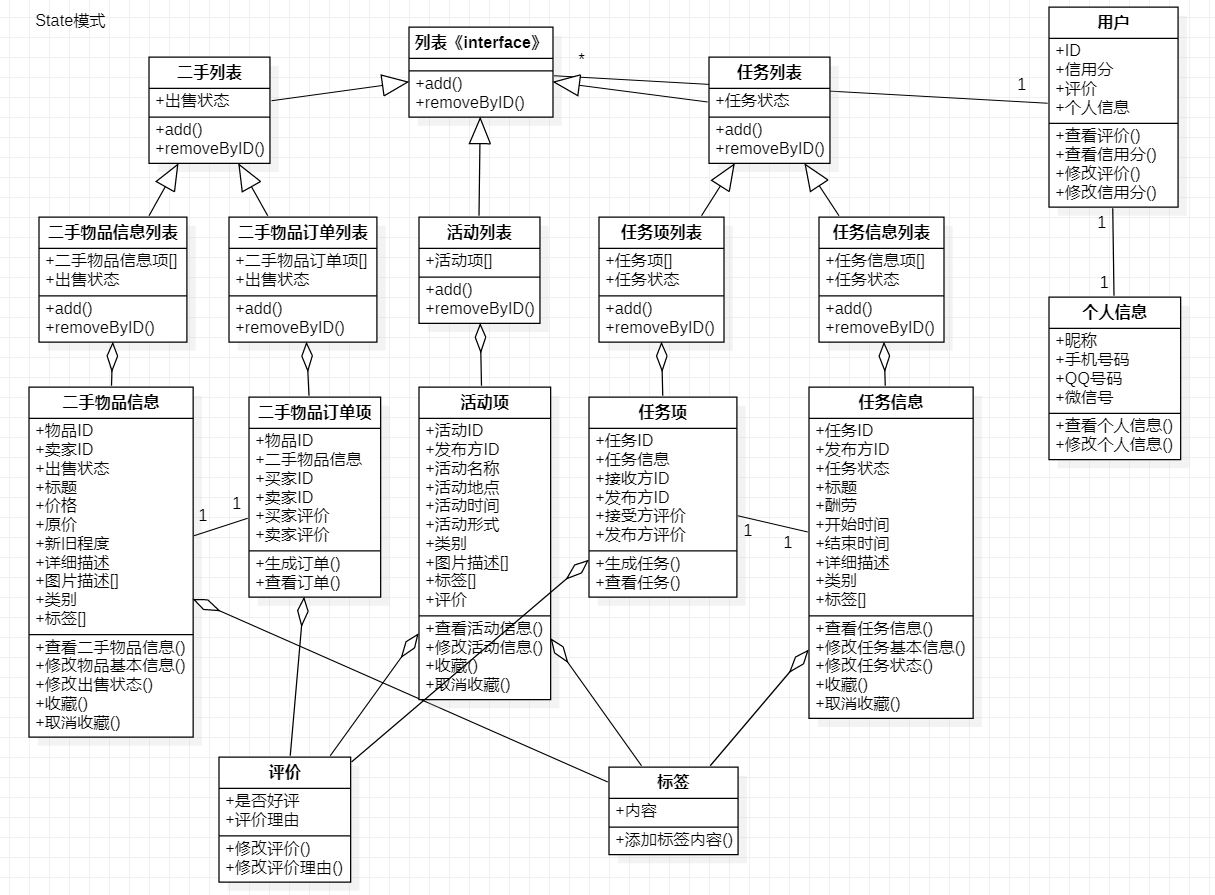 State模式
列表《interface》
+add()
+removeByID()
二手列表
+出售状态
+add()
+removeByID()
任务列表
+任务状态
+add()
+removeByID()
*
1
用户
+ID
+信用分
+评价
+个人信息
+查看评价()
+查看信用分()
+修改评价()
+修改信用分()
1
1
二手物品信息列表
+二手物品信息项[]
+出售状态
+add()
+removeByID()
二手物品订单列表
+二手物品订单项[]
+出售状态
+add()
+removeByID()
活动列表
+活动项[]
+add()
+removeByID()
任务项列表
+任务项[]
+任务状态
+add()
+removeByID()
任务信息列表
+任务信息项[]
+任务状态
+add()
+removeByID()
个人信息
+昵称
+手机号码
+QQ号码
+微信号
+查看个人信息()
+修改个人信息()
二手物品信息
+物品ID
+卖家ID
+出售状态
+标题
+价格
+原价
+新旧程度
+详细描述
+图片描述[]
+类别
+标签[]
+查看二手物品信息()
+修改物品基本信息()
+修改出售状态()
+收藏()
+取消收藏()
1
1
二手物品订单项
+物品ID
+二手物品信息
+买家ID
+卖家ID
+买家评价
+卖家评价
+生成订单()
+查看订单()
活动项
+活动ID
+发布方ID
+活动名称
+活动地点
+活动时间
+活动形式
+类别
+图片描述[]
+标签[]
+评价
+查看活动信息()
+修改活动信息()
+收藏()
+取消收藏()
任务项
+任务ID
+任务信息
+接收方ID
+发布方ID
+接受方评价
+发布方评价
+生成任务()
+查看任务()
1
1
任务信息
+任务ID
+发布方ID
+任务状态
+标题
+酬劳
+开始时间
+结束时间
+详细描述
+类别
+标签[]
+查看任务信息()
+修改任务基本信息()
+修改任务状态()
+收藏()
+取消收藏()
评价
+是否好评
+评价理由
+修改评价()
+修改评价理由()
标签
+内容
+添加标签内容()